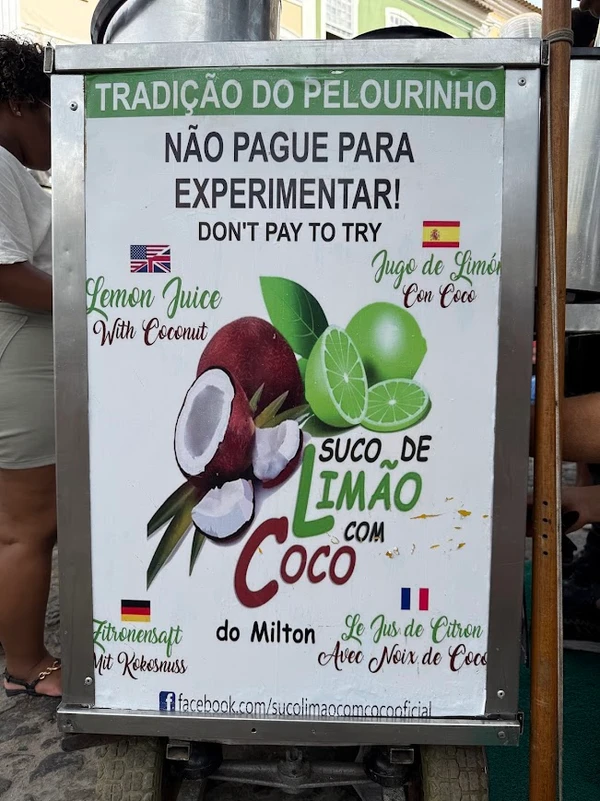 TRADIÇÃO DO PELOURINHO
NÃO PAGUE PARA
EXPERIMENTAR!
DON'T PAY TO TRY
Lemon Juice
With Coconut
Jugo de Limón
Con Coco
SUCO DE
LIMÃO
COM
COCO
do Milton
Zitronensaft
Mit Kokosnuss
Le Jus de Citron
Avec Noix de Coco
facebook.com/sucolimaocomcocooficial